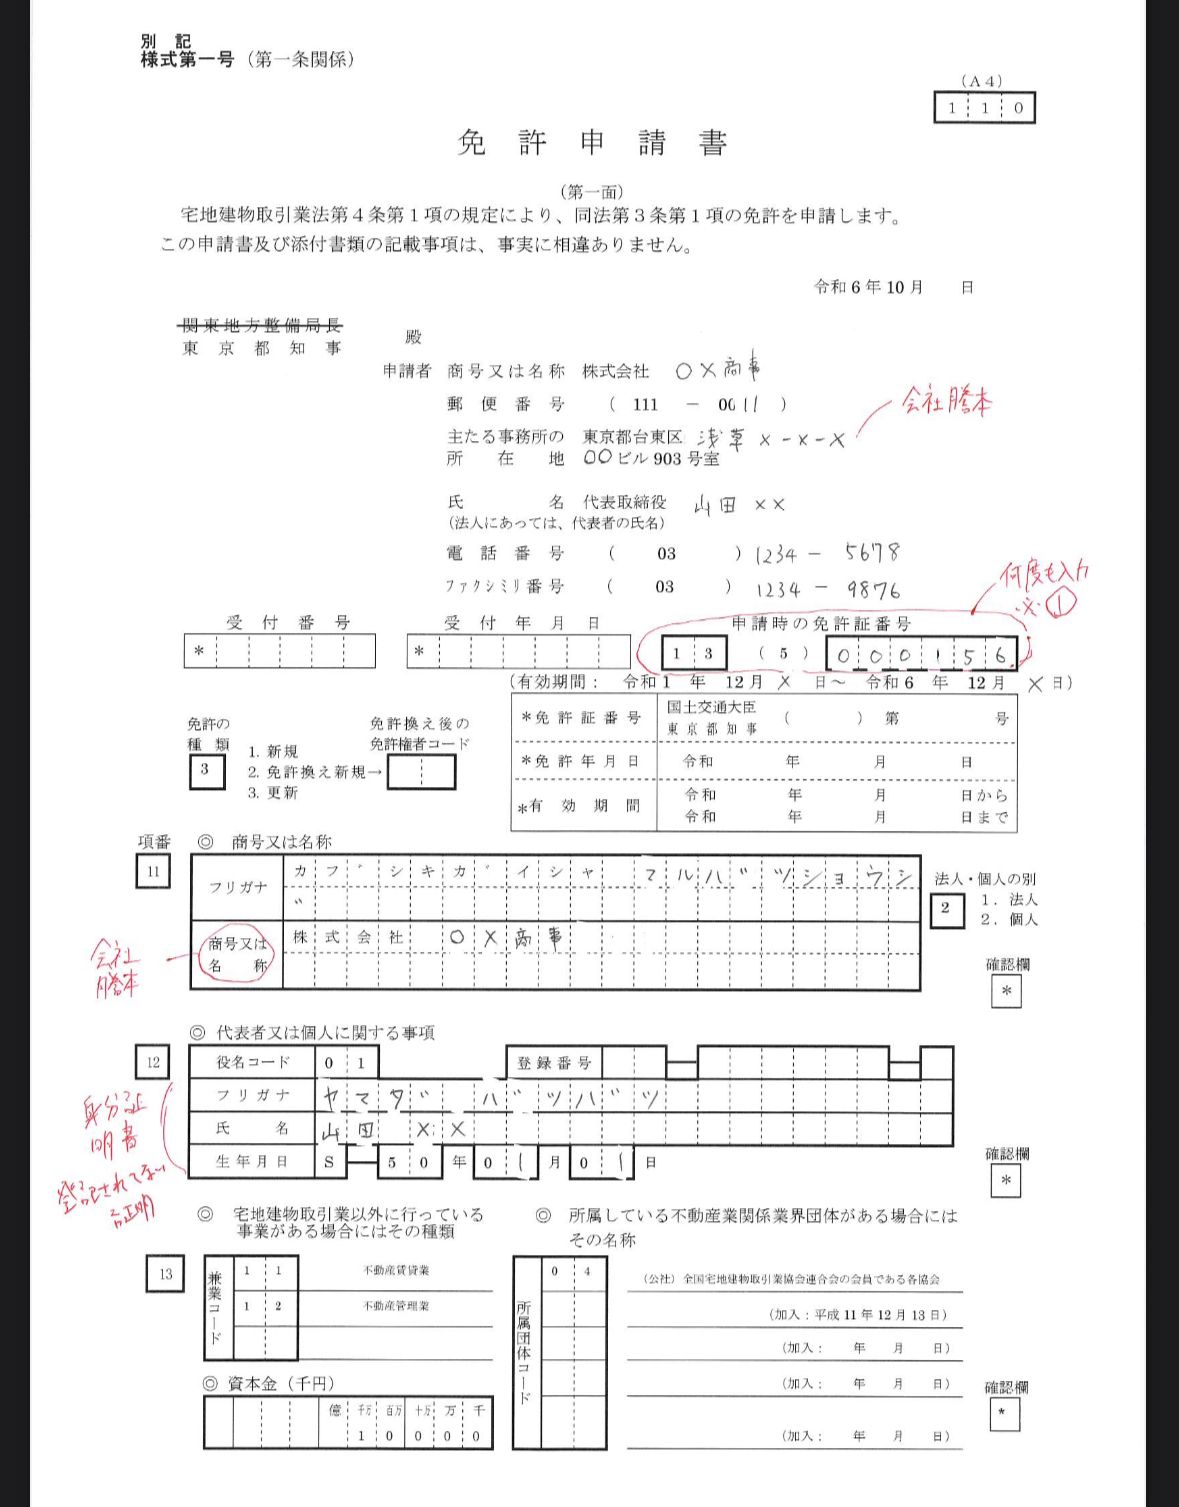 別 記
様式第一号（第一条関係）
（A4）
1 1 0
免 許 申 請 書
（第一面）
宅地建物取引業法第４条第１項の規定により、同法第３条第１項の免許を申請します。
この申請書及び添付書類の記載事項は、事実に相違ありません。
令和 6 年 10 月 日
関東地方整備局長
東 京 都 知 事
殿
申請者 商号又は名称 株式会社 ○×商事
郵 便 番 号 （ 111 － 0011 ）
会社謄本
主たる事務所の 東京都台東区 浅草 ×-×-×
所 在 地 ○○ビル 903 号室
氏 名 代表取締役 山田 ××
（法人にあっては、代表者の氏名）
電 話 番 号 （ 03 ） 1234 － 5678
ファクシミリ番号 （ 03 ） 1234 － 9876
何度も入力
※①
受 付 番 号 受 付 年 月 日 申請時の免許証番号
* * 1 3 （ 5 ） 0 0 0 1 5 6
（有効期間： 令和 1 年 12 月 × 日～ 令和 6 年 12 月 × 日）
免許の
種 類
3
1. 新規
2. 免許換え新規→
3. 更新
免許換え後の
免許権者コード
*免 許 証 番 号 国土交通大臣 （ ） 第 号
東 京 都 知 事
*免 許 年 月 日 令和 年 月 日
*有 効 期 間 令和 年 月 日から
令和 年 月 日まで
項番 ◎ 商号又は名称
11
フリガナ カブシキガイシャ マルバツショウシ
゛
商号又は
名 称 株式会社 ○×商事
会社
謄本
法人・個人の別
2
1. 法人
2. 個人
確認欄
*
◎ 代表者又は個人に関する事項
12
役名コード 0 1 登録番号
フ リ ガ ナ ヤマダ バツバツ
氏 名 山田 ××
生 年 月 日 S 5 0 年 0 1 月 0 1 日
身分証
明書
登記されてない
証明
確認欄
*
◎ 宅地建物取引業以外に行っている
事業がある場合にはその種類
◎ 所属している不動産業関係業界団体がある場合には
その名称
13
兼業コード
1 1 不動産賃貸業
1 2 不動産管理業
所属団体コード
0 4 （公社）全国宅地建物取引業協会連合会の会員である各協会
（加入：平成 11 年 12 月 13 日）
（加入： 年 月 日）
（加入： 年 月 日）
（加入： 年 月 日）
◎ 資本金（千円）
億 千万 百万 十万 万 千
1 0 0 0 0
確認欄
*